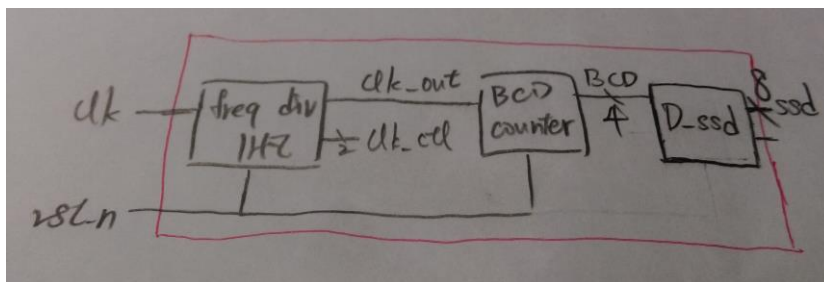 clk
freq div
1HZ
clk_out
2
clk_ctl
BCD
counter
BCD
4
D_ssd
8
ssd
rst_n